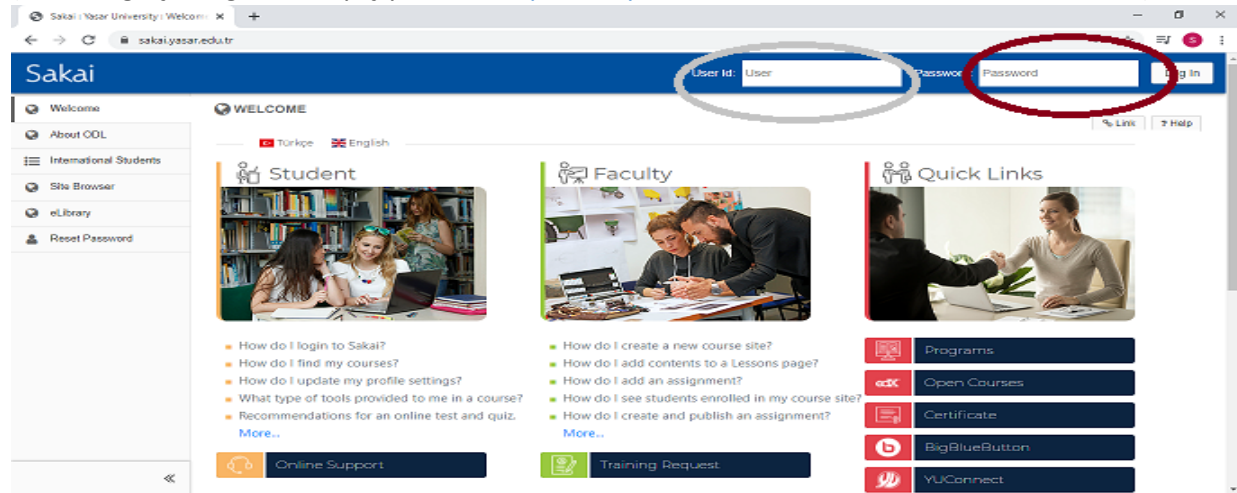 Sakai : Yasar University : Welcom
sakai.yasar.edu.tr
S
Sakai
User Id:
User
Password:
Password
Log In
Welcome
About ODL
International Students
Site Browser
eLibrary
Reset Password
WELCOME
Link
? Help
Türkçe
English
Student
Faculty
Quick Links
How do I login to Sakai?
How do I find my courses?
How do I update my profile settings?
What type of tools provided to me in a course?
Recommendations for an online test and quiz.
More..
Online Support
How do I create a new course site?
How do I add contents to a Lessons page?
How do I add an assignment?
How do I see students enrolled in my course site?
How do I create and publish an assignment?
More..
Training Request
Programs
edX
Open Courses
Certificate
b
BigBlueButton
YUConnect